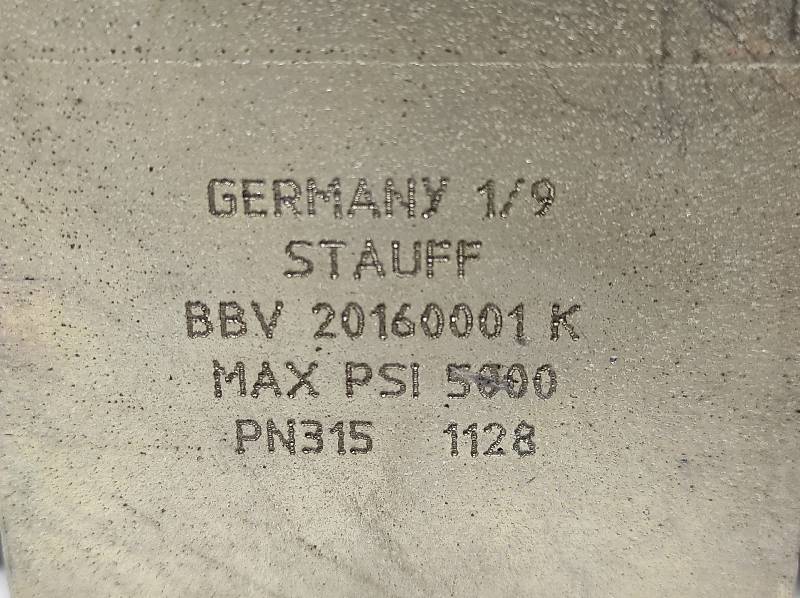 GERMANY 1/9
STAUFF
BBV 20160001 K
MAX PSI 5000
PN315 1128